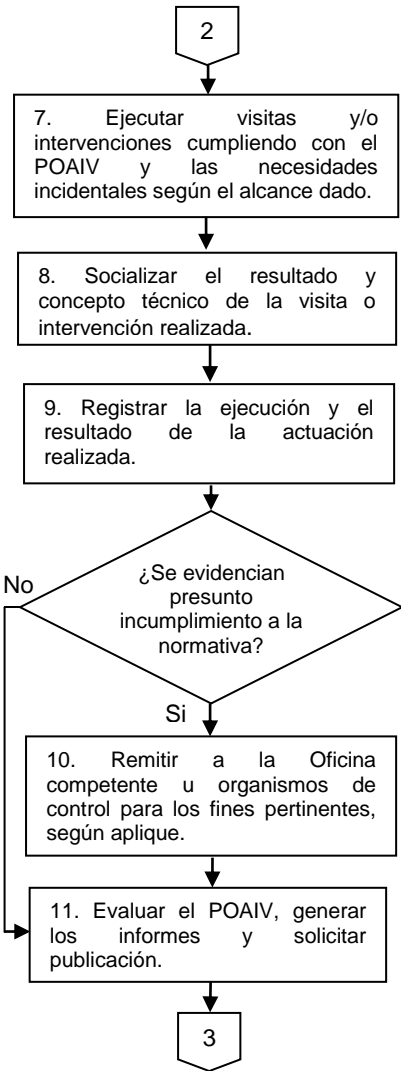 2
7. Ejecutar visitas y/o
intervenciones cumpliendo con el
POAIV y las necesidades
incidentales según el alcance dado.
8. Socializar el resultado y
concepto técnico de la visita o
intervención realizada.
9. Registrar la ejecución y el
resultado de la actuación
realizada.
¿Se evidencian
presunto
incumplimiento a la
normativa?
No
Si
10. Remitir a la Oficina
competente u organismos de
control para los fines pertinentes,
según aplique.
11. Evaluar el POAIV, generar
los informes y solicitar
publicación.
3